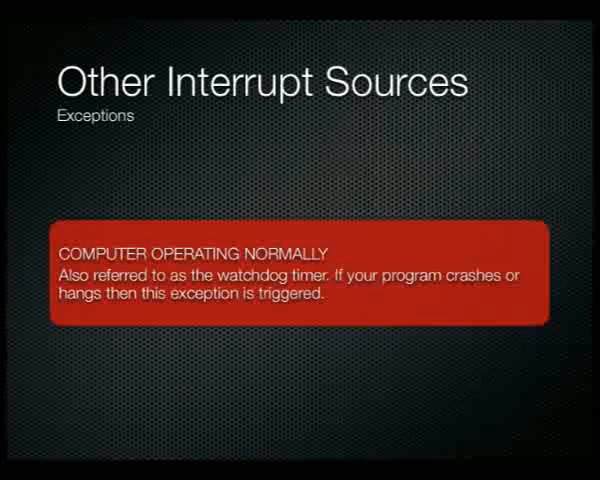 Other Interrupt Sources
Exceptions
COMPUTER OPERATING NORMALLY
Also referred to as the watchdog timer. If your program crashes or
hangs then this exception is triggered.